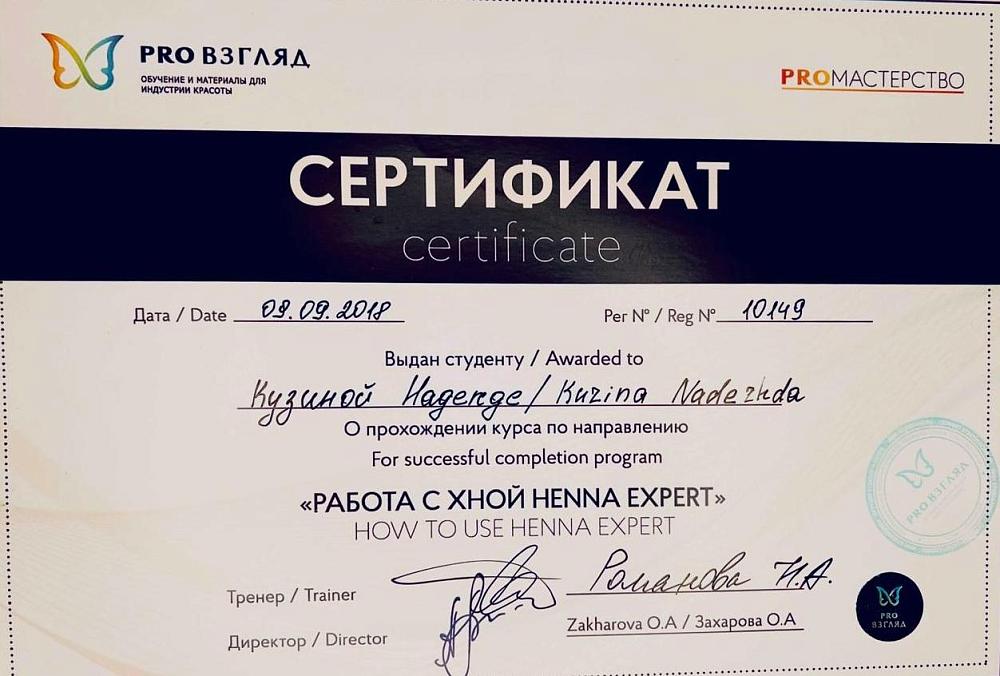 PRO ВЗГЛЯД
ОБУЧЕНИЕ И МАТЕРИАЛЫ ДЛЯ
ИНДУСТРИИ КРАСОТЫ
PROМАСТЕРСТВО
СЕРТИФИКАТ
certificate
Дата / Date 09.09.2018
Рег № / Reg № 10149
Выдан студенту / Awarded to
Кузиной Надежде / Kuzina Nadezhda
О прохождении курса по направлению
For successful completion program
«РАБОТА С ХНОЙ HENNA EXPERT»
HOW TO USE HENNA EXPERT
Тренер / Trainer Романова Н.А.
Директор / Director Zakharova O.A / Захарова О.А
PRO ВЗГЛЯД
PRO
ВЗГЛЯД